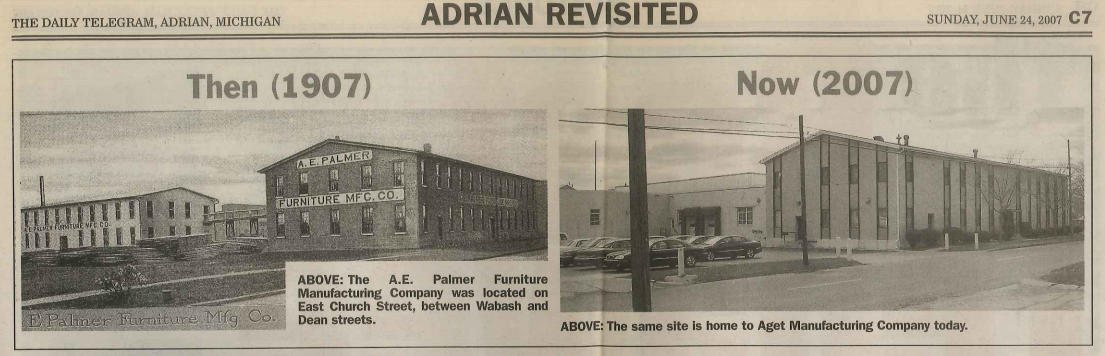 THE DAILY TELEGRAM, ADRIAN, MICHIGAN
ADRIAN REVISITED
SUNDAY, JUNE 24, 2007 C7
Then (1907)
A.E. PALMER
FURNITURE MFG. CO.
E. PALMER FURNITURE MFG. CO.
E. Palmer Furniture Mfg Co.
ABOVE: The A.E. Palmer Furniture
Manufacturing Company was located on
East Church Street, between Wabash and
Dean streets.
Now (2007)
ABOVE: The same site is home to Aget Manufacturing Company today.